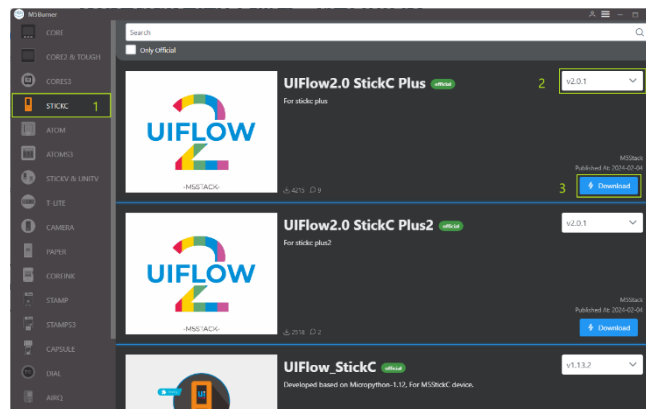 M5Burner
CORE
CORE2 & TOUGH
CORES3
STICKC 1
ATOM
ATOMS3
STICKV & UNITV
T-LITE
CAMERA
PAPER
COREINK
STAMP
STAMPS3
CAPSULE
DIAL
AIRQ
Search
Only Official
UIFLOW
2
-M5STACK-
UIFlow2.0 StickC Plus official
For stickc plus
4215 9
2 v2.0.1
M5Stack
Published At: 2024-02-04
3 Download
UIFLOW
2
-M5STACK-
UIFlow2.0 StickC Plus2 official
For stickc plus2
2518 2
v2.0.1
M5Stack
Published At: 2024-02-04
Download
UIFlow_StickC official
Developed based on Micropython-1.12, For M5StickC device.
v1.13.2